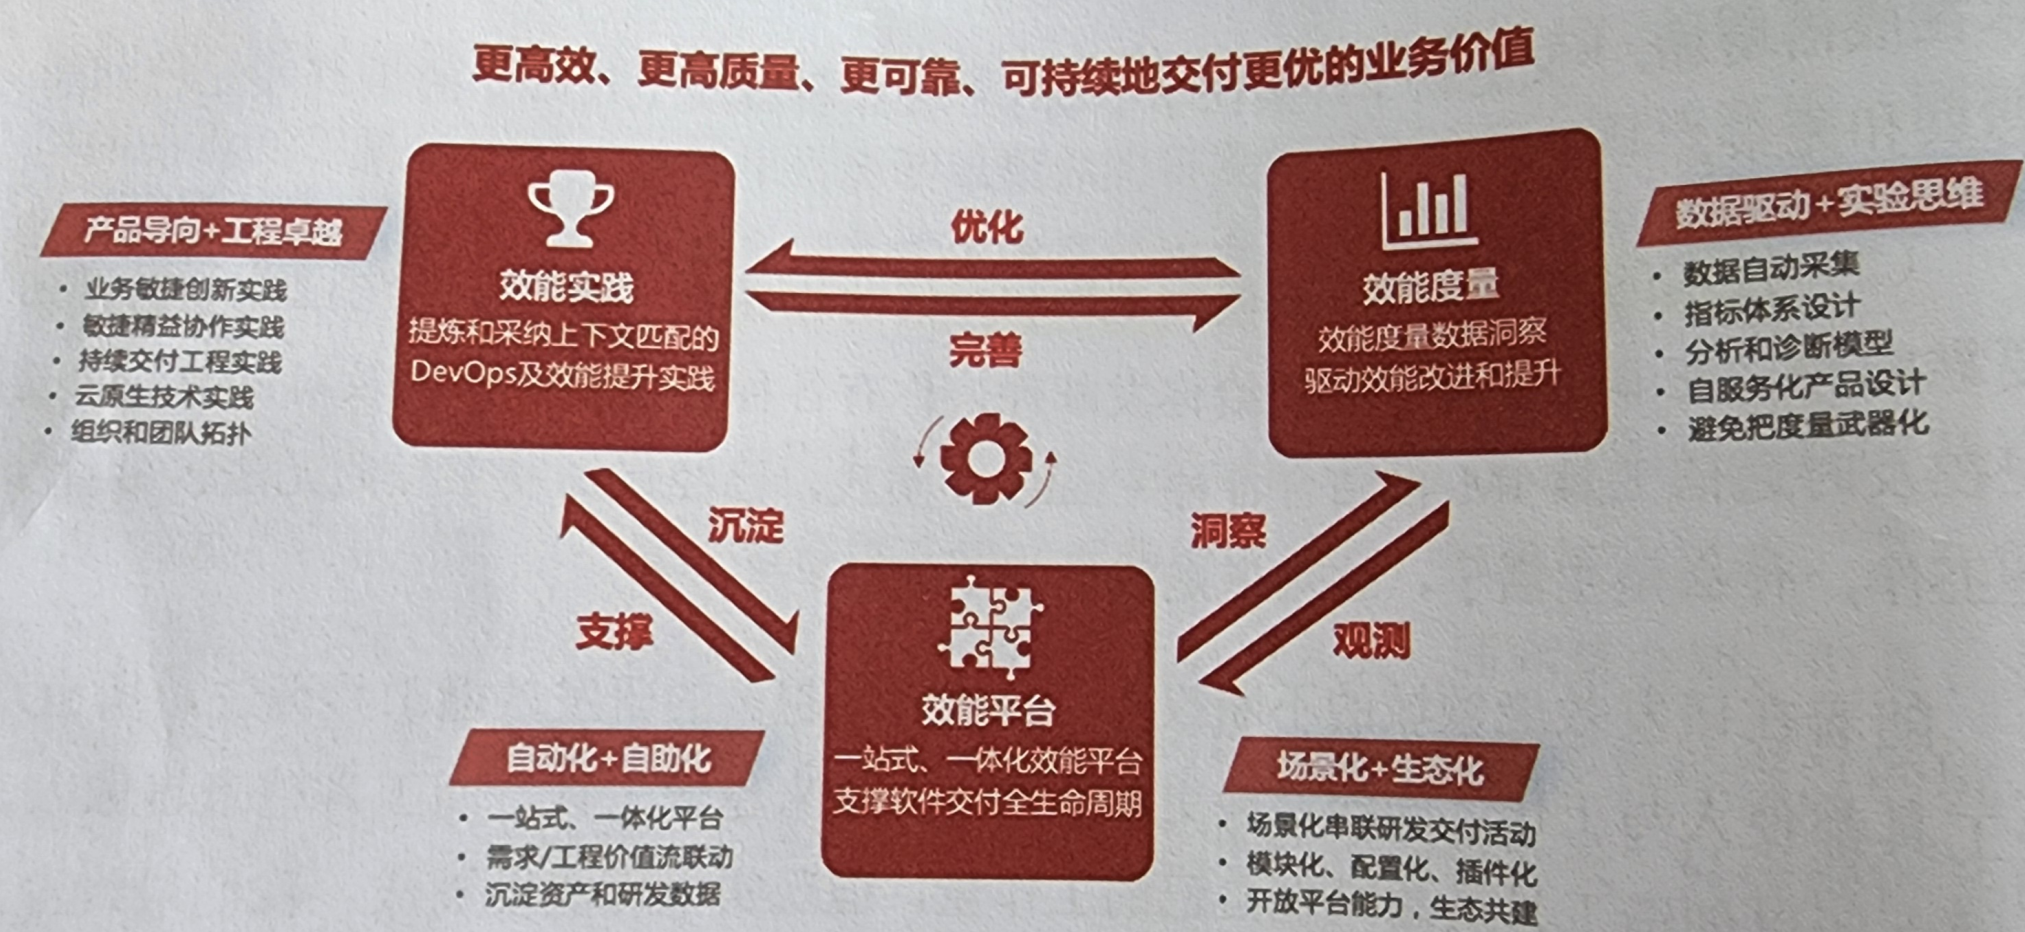 更高效、更高质量、更可靠、可持续地交付更优的业务价值
产品导向+工程卓越
• 业务敏捷创新实践
• 敏捷精益协作实践
• 持续交付工程实践
• 云原生技术实践
• 组织和团队拓扑
效能实践
提炼和采纳上下文匹配的
DevOps及效能提升实践
优化
完善
效能度量
效能度量数据洞察
驱动效能改进和提升
数据驱动+实验思维
• 数据自动采集
• 指标体系设计
• 分析和诊断模型
• 自服务化产品设计
• 避免把度量武器化
沉淀
支撑
洞察
观测
效能平台
一站式、一体化效能平台
支撑软件交付全生命周期
自动化+自助化
• 一站式、一体化平台
• 需求/工程价值流联动
• 沉淀资产和研发数据
场景化+生态化
• 场景化串联研发交付活动
• 模块化、配置化、插件化
• 开放平台能力，生态共建